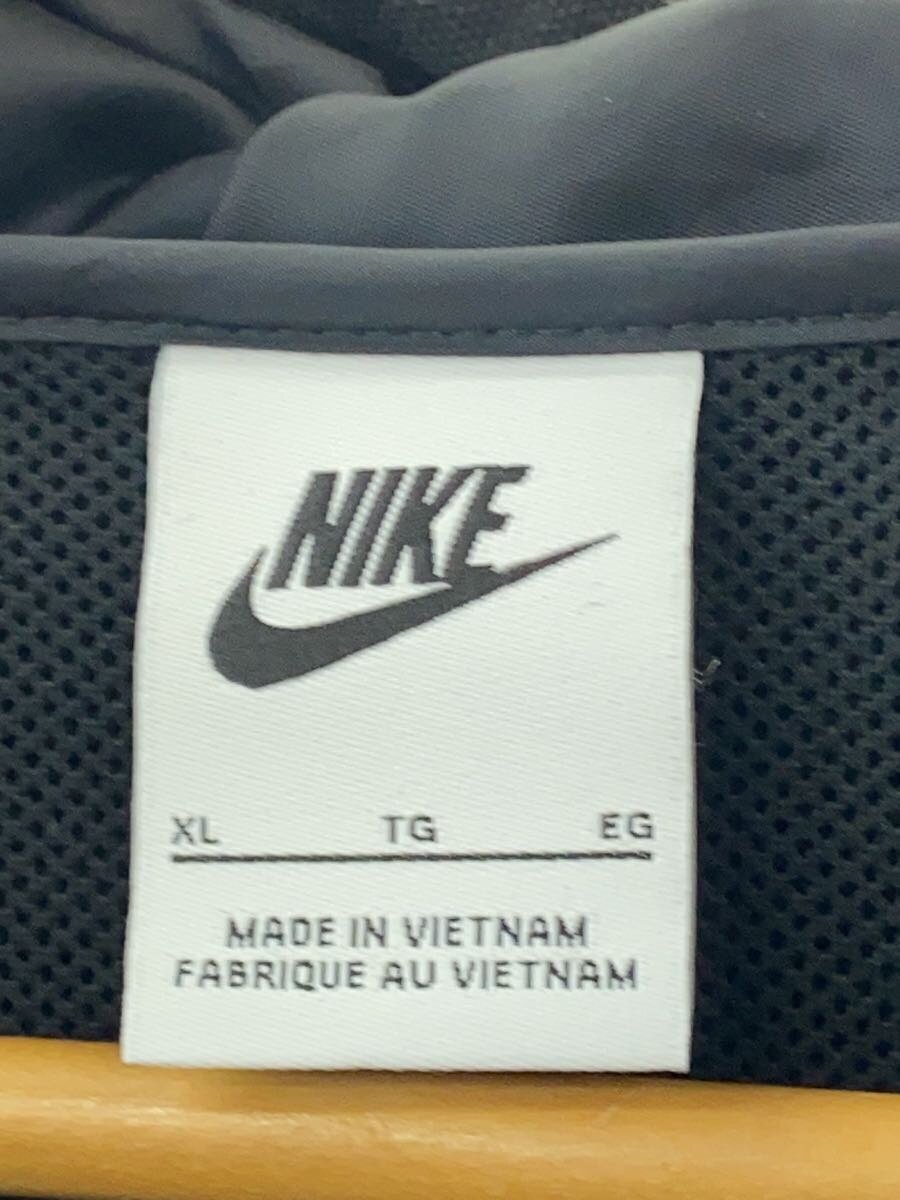 NIKE
XL TG EG
MADE IN VIETNAM
FABRIQUE AU VIETNAM